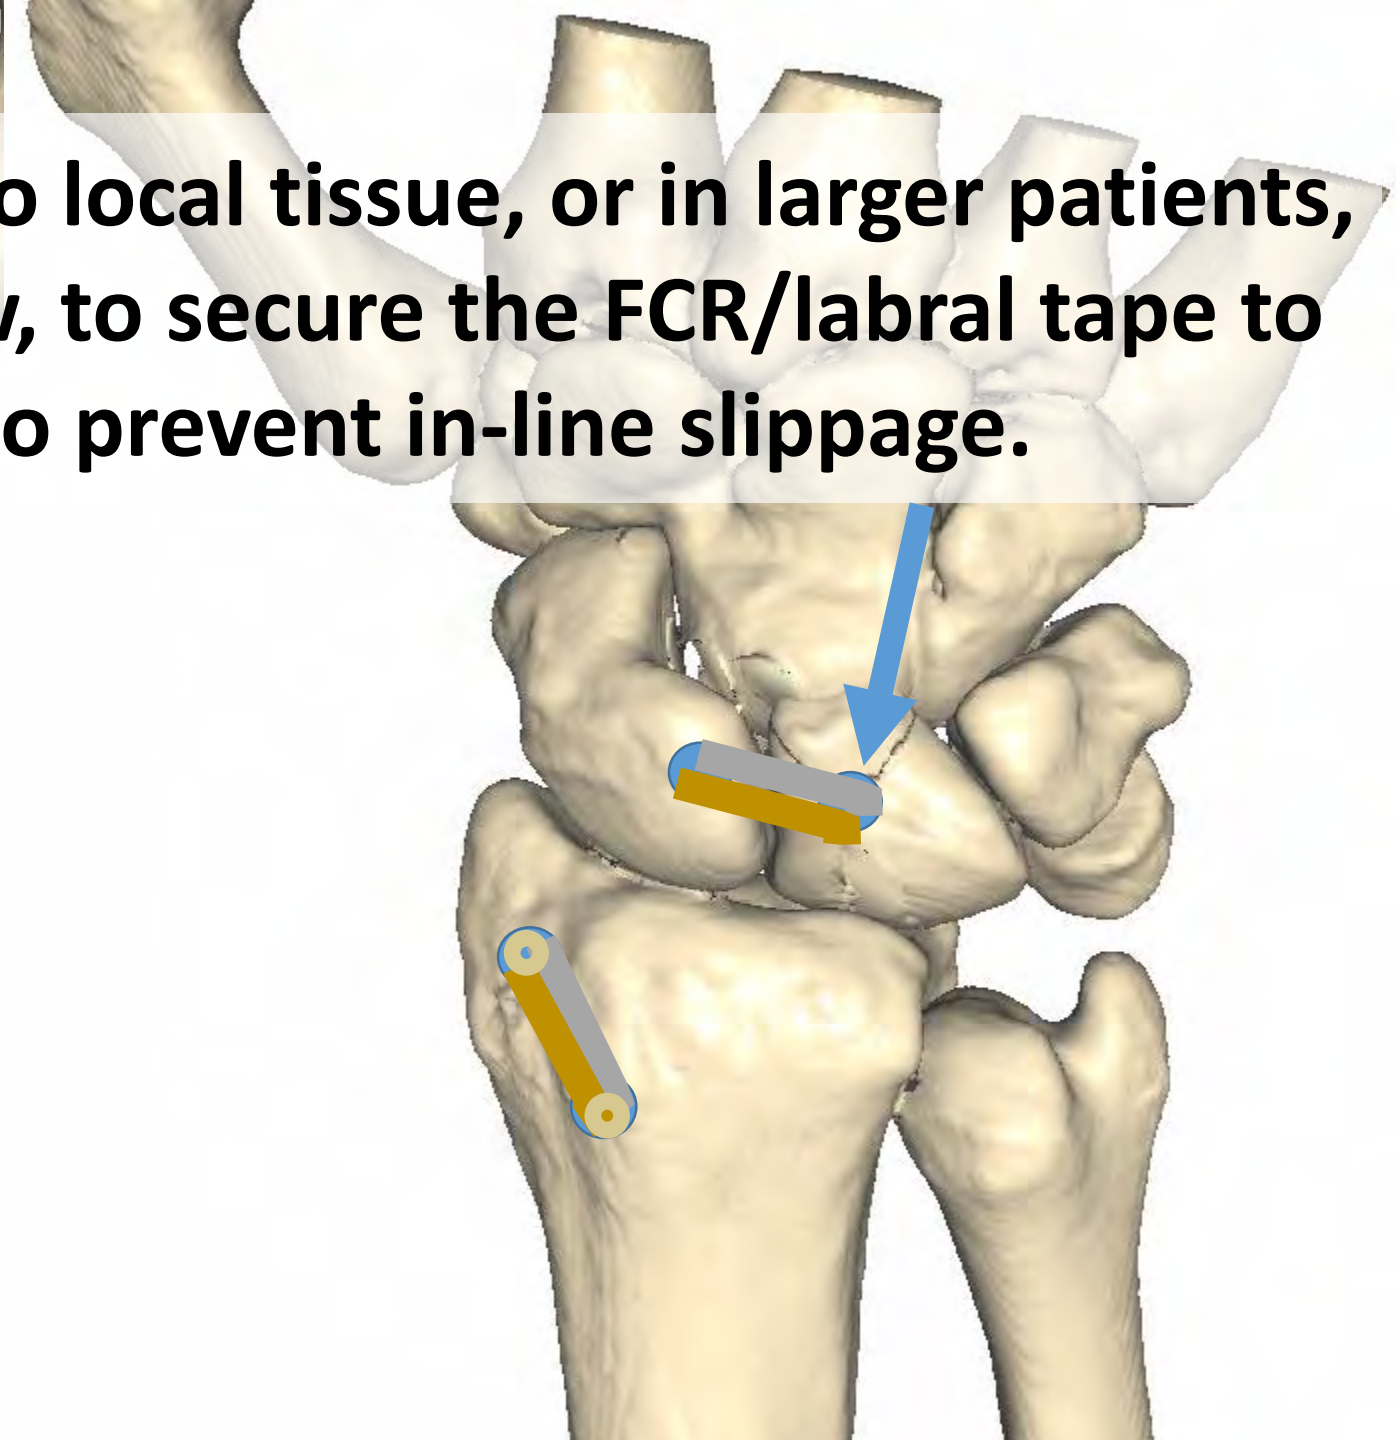 o local tissue, or in larger patients,
, to secure the FCR/labral tape to
o prevent in-line slippage.